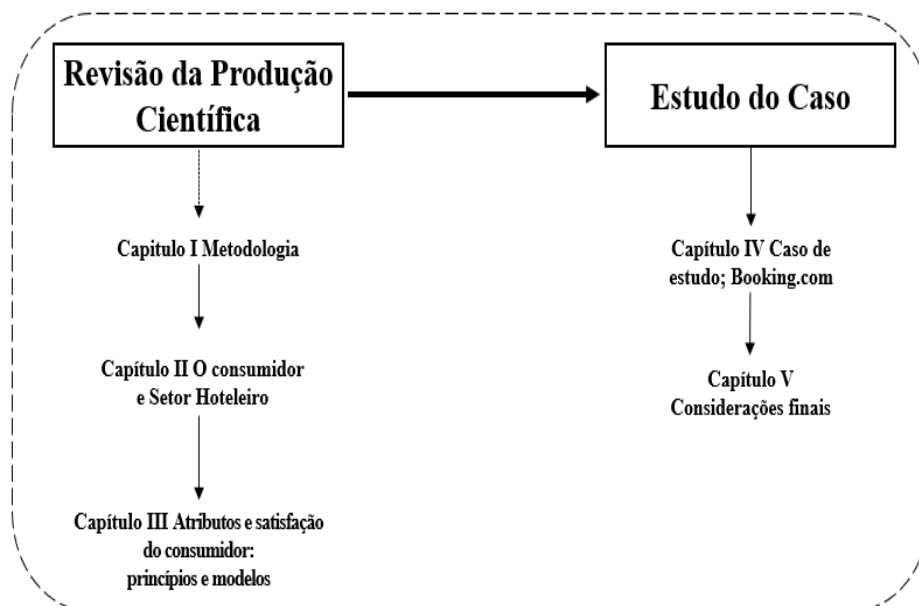 Revisão da Produção
Científica
Estudo do Caso
Capitulo I Metodologia
Capítulo II O consumidor
e Setor Hoteleiro
Capítulo III Atributos e satisfação
do consumidor:
princípios e modelos
Capítulo IV Caso de
estudo; Booking.com
Capítulo V
Considerações finais